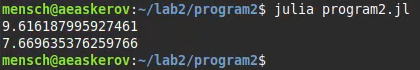 mensch@aeaskerov:~/lab2/program2$ julia program2.jl
9.616187995927461
7.669635376259766
mensch@aeaskerov:~/lab2/program2$